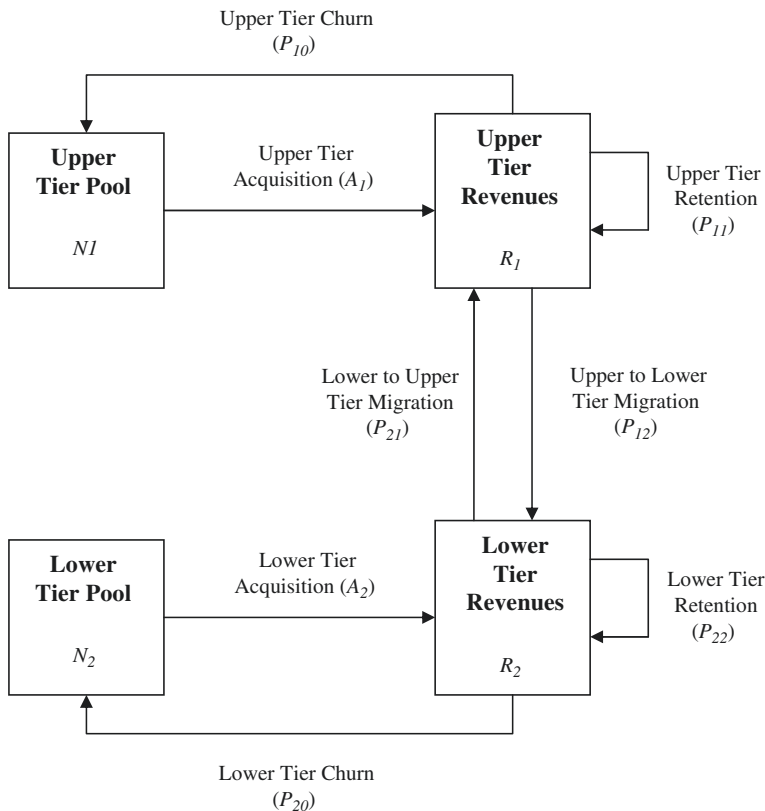 Upper Tier Churn
(P10)
Upper
Tier Pool
N1
Upper Tier
Acquisition (A1)
Upper
Tier
Revenues
R1
Upper Tier
Retention
(P11)
Lower to Upper
Tier Migration
(P21)
Upper to Lower
Tier Migration
(P12)
Lower
Tier Pool
N2
Lower Tier
Acquisition (A2)
Lower
Tier
Revenues
R2
Lower Tier
Retention
(P22)
Lower Tier Churn
(P20)